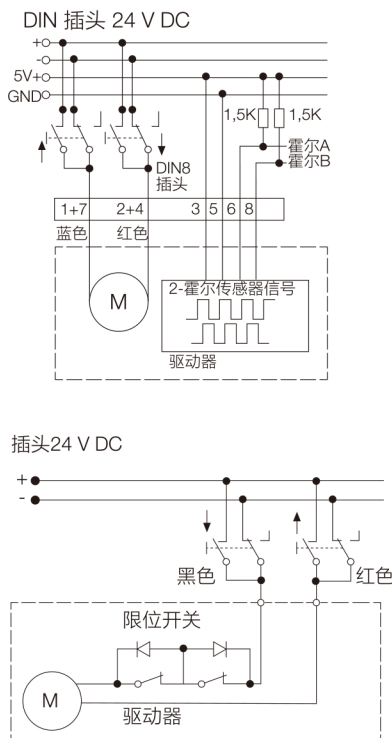 DIN 插头 24 V DC
+
-
5V+
GND
1,5K 1,5K
霍尔A
霍尔B
DIN8
插头
1+7 2+4 3 5 6 8
蓝色 红色
M
2-霍尔传感器信号
驱动器
插头24 V DC
+
-
黑色 红色
限位开关
M
驱动器